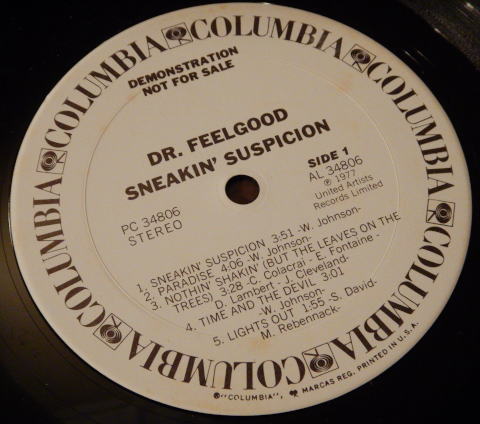 COLUMBIA COLUMBIA COLUMBIA COLUMBIA COLUMBIA COLUMBIA COLUMBIA COLUMBIA
DEMONSTRATION
NOT FOR SALE
DR. FEELGOOD
SNEAKIN' SUSPICION
PC 34806
STEREO
SIDE 1
AL 34806
℗ 1977
United Artists
Records Limited
1. SNEAKIN' SUSPICION 3:51 -W. Johnson-
2. PARADISE 4:06 -W. Johnson-
3. NOTHIN' SHAKIN' (BUT THE LEAVES ON THE
TREES) 3:28 -C. Colacrai - E. Fontaine -
D. Lambert - J. Cleveland-
4. TIME AND THE DEVIL 3:01
-W. Johnson-
5. LIGHTS OUT 1:55 -S. David-
M. Rebennack-
® "COLUMBIA", MARCAS REG. PRINTED IN U.S.A.